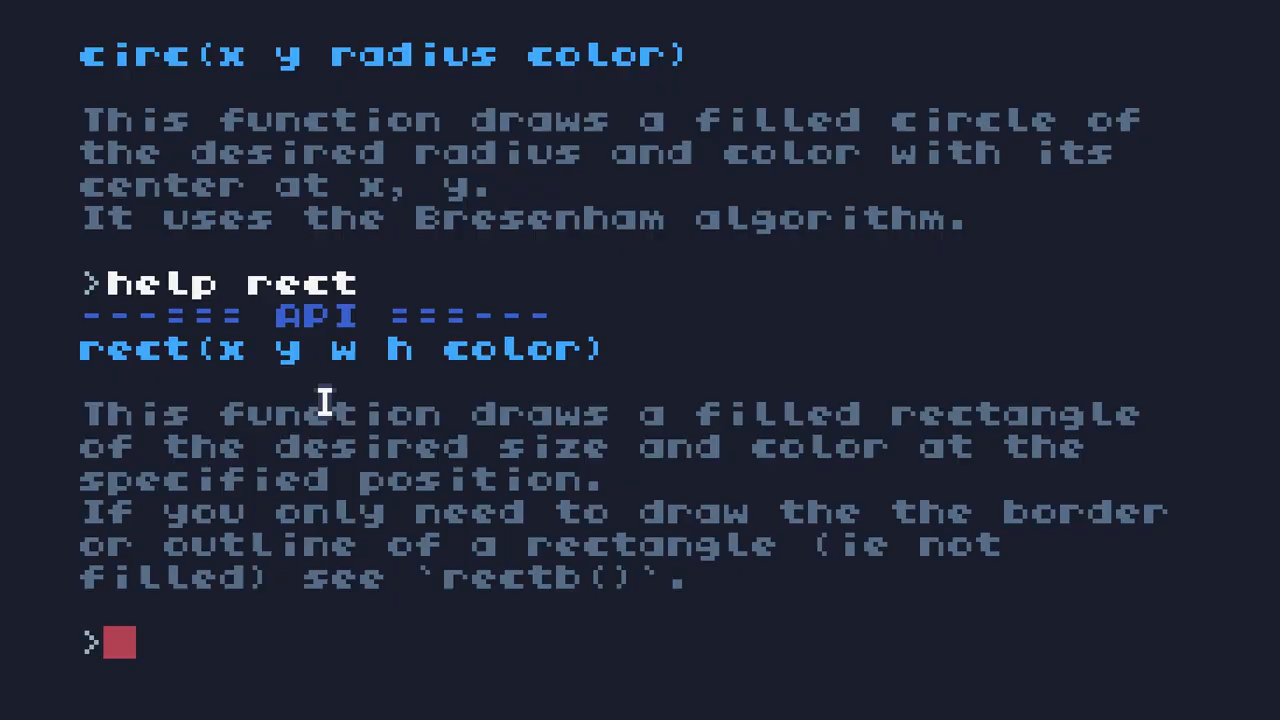 circ(x y radius color)
This function draws a filled circle of
the desired radius and color with its
center at x, y.
It uses the Bresenham algorithm.
>help rect
---=== API ===---
rect(x y w h color)
This function draws a filled rectangle
of the desired size and color at the
specified position.
If you only need to draw the the border
or outline of a rectangle (ie not
filled) see `rectb()`.
>